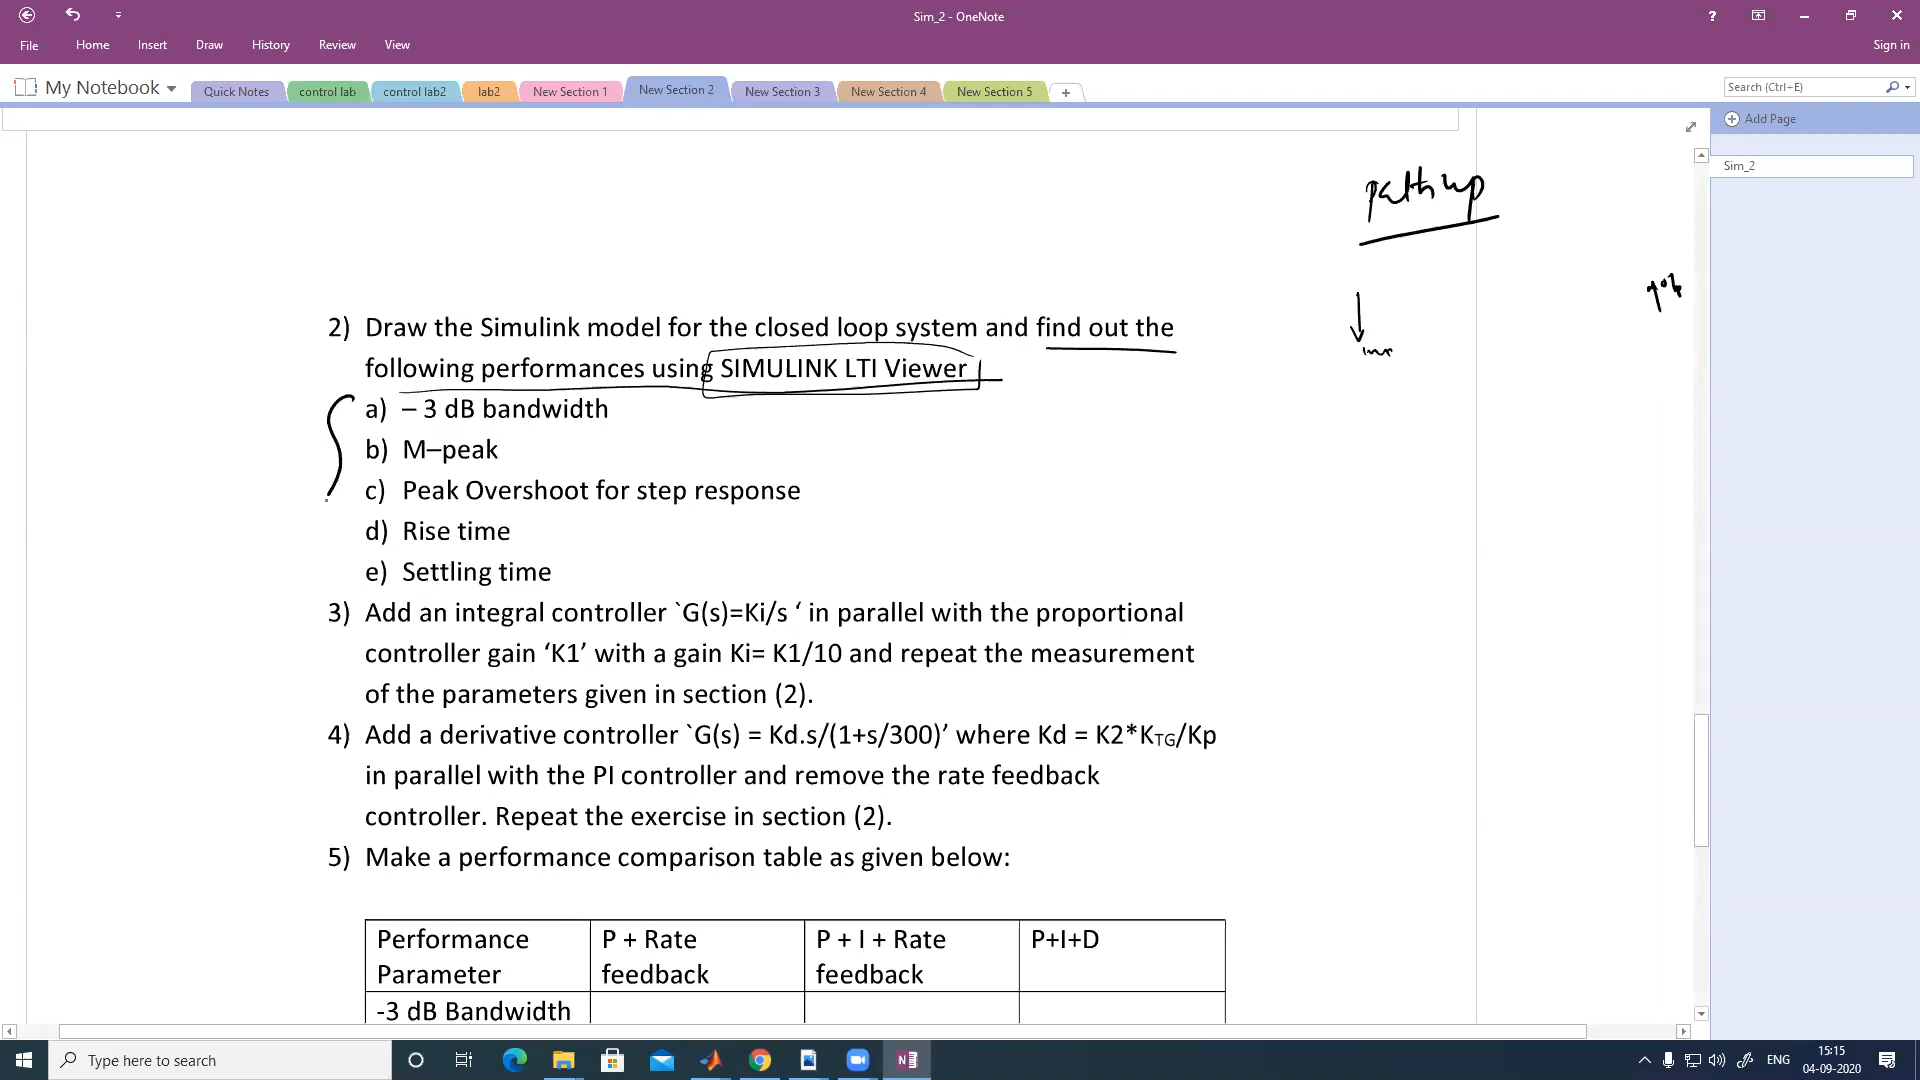 Sim_2 - OneNote
File Home Insert Draw History Review View
Sign in
My Notebook
Quick Notes control lab control lab2 lab2 New Section 1 New Section 2 New Section 3 New Section 4 New Section 5 +
Search (Ctrl+E)
Add Page
Sim_2
2) Draw the Simulink model for the closed loop system and find out the
following performances using SIMULINK LTI Viewer
a) – 3 dB bandwidth
b) M–peak
c) Peak Overshoot for step response
d) Rise time
e) Settling time
3) Add an integral controller `G(s)=Ki/s ‘ in parallel with the proportional
controller gain ‘K1’ with a gain Ki= K1/10 and repeat the measurement
of the parameters given in section (2).
4) Add a derivative controller `G(s) = Kd.s/(1+s/300)’ where Kd = K2*KTG/Kp
in parallel with the PI controller and remove the rate feedback
controller. Repeat the exercise in section (2).
5) Make a performance comparison table as given below:
Performance Parameter
P + Rate feedback
P + I + Rate feedback
P+I+D
-3 dB Bandwidth
Type here to search
ENG
15:15
04-09-2020